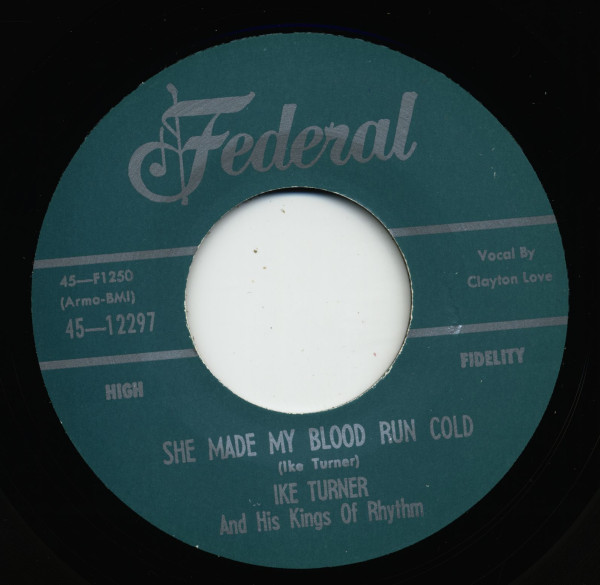 Federal
45—F1250
(Armo-BMI)
45—12297
Vocal By
Clayton Love
HIGH
FIDELITY
SHE MADE MY BLOOD RUN COLD
(Ike Turner)
IKE TURNER
And His Kings Of Rhythm